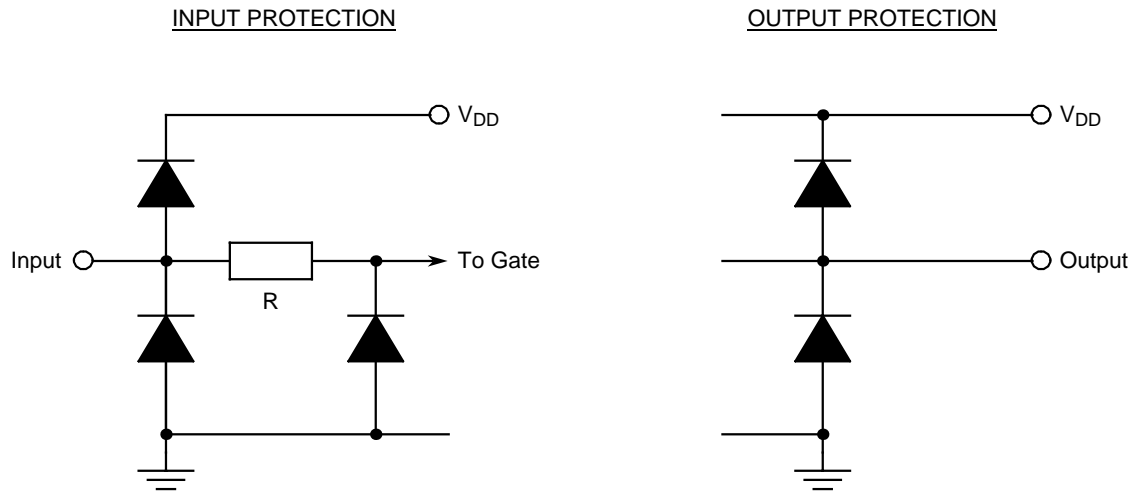 INPUT PROTECTION
V_DD
Input
R
To Gate
OUTPUT PROTECTION
V_DD
Output